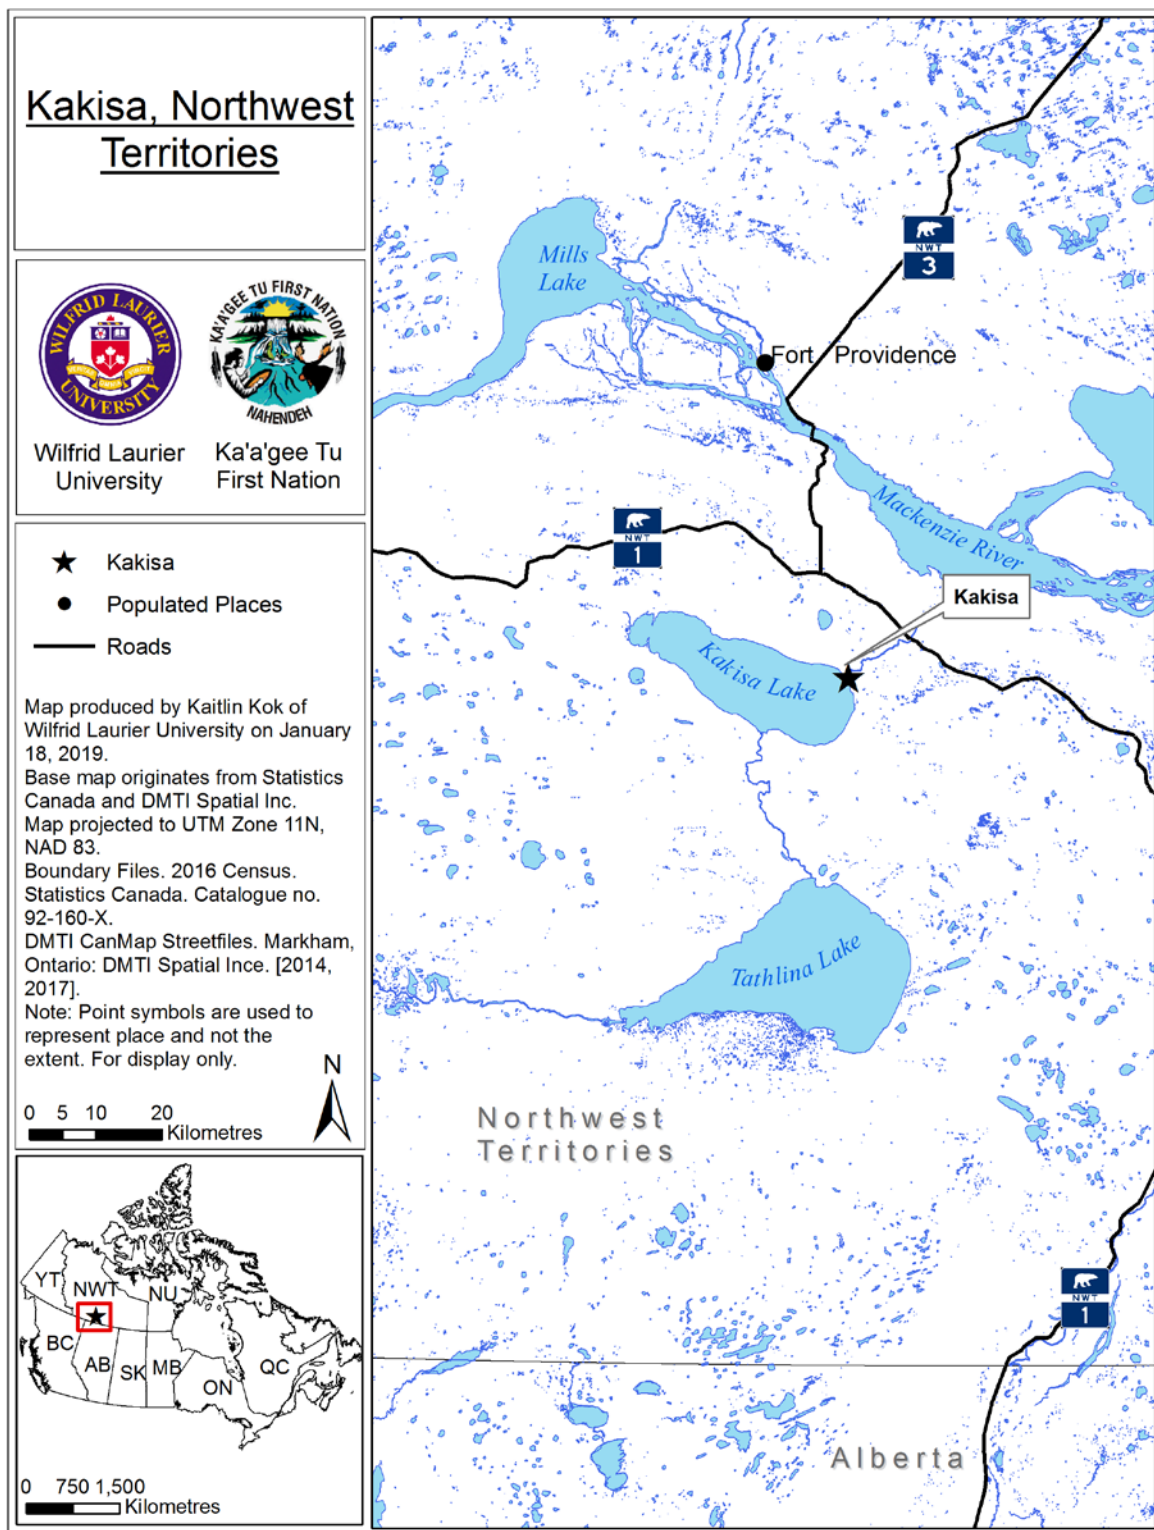 Kakisa, Northwest
Territories
WILFRID LAURIER
UNIVERSITY
KA'A'GEE TU FIRST NATION
NAHENDEH
Wilfrid Laurier
University
Ka'a'gee Tu
First Nation
Kakisa
Populated Places
Roads
Map produced by Kaitlin Kok of
Wilfrid Laurier University on January
18, 2019.
Base map originates from Statistics
Canada and DMTI Spatial Inc.
Map projected to UTM Zone 11N,
NAD 83.
Boundary Files. 2016 Census.
Statistics Canada. Catalogue no.
92-160-X.
DMTI CanMap Streetfiles. Markham,
Ontario: DMTI Spatial Ince. [2014,
2017].
Note: Point symbols are used to
represent place and not the
extent. For display only.
N
0 5 10 20
Kilometres
YT
NWT
NU
BC
AB
SK
MB
ON
QC
0 750 1,500
Kilometres
NWT
3
Mills
Lake
Fort Providence
Mackenzie River
NWT
1
Kakisa
Kakisa Lake
Tathlina Lake
Northwest
Territories
NWT
1
Alberta